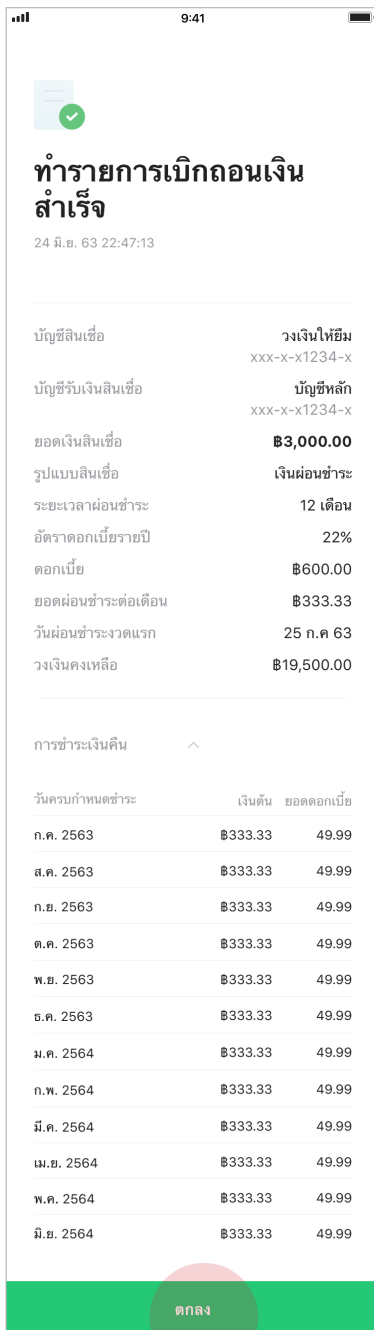 9:41
ทำรายการเบิกถอนเงิน
สำเร็จ
24 มิ.ย. 63 22:47:13
บัญชีสินเชื่อ วงเงินให้ยืม
xxx-x-x1234-x
บัญชีรับเงินสินเชื่อ บัญชีหลัก
xxx-x-x1234-x
ยอดเงินสินเชื่อ ฿3,000.00
รูปแบบสินเชื่อ เงินผ่อนชำระ
ระยะเวลาผ่อนชำระ 12 เดือน
อัตราดอกเบี้ยรายปี 22%
ดอกเบี้ย ฿600.00
ยอดผ่อนชำระต่อเดือน ฿333.33
วันผ่อนชำระงวดแรก 25 ก.ค 63
วงเงินคงเหลือ ฿19,500.00
การชำระเงินคืน
วันครบกำหนดชำระ เงินต้น ยอดดอกเบี้ย
ก.ค. 2563 ฿333.33 49.99
ส.ค. 2563 ฿333.33 49.99
ก.ย. 2563 ฿333.33 49.99
ต.ค. 2563 ฿333.33 49.99
พ.ย. 2563 ฿333.33 49.99
ธ.ค. 2563 ฿333.33 49.99
ม.ค. 2564 ฿333.33 49.99
ก.พ. 2564 ฿333.33 49.99
มี.ค. 2564 ฿333.33 49.99
เม.ย. 2564 ฿333.33 49.99
พ.ค. 2564 ฿333.33 49.99
มิ.ย. 2564 ฿333.33 49.99
ตกลง